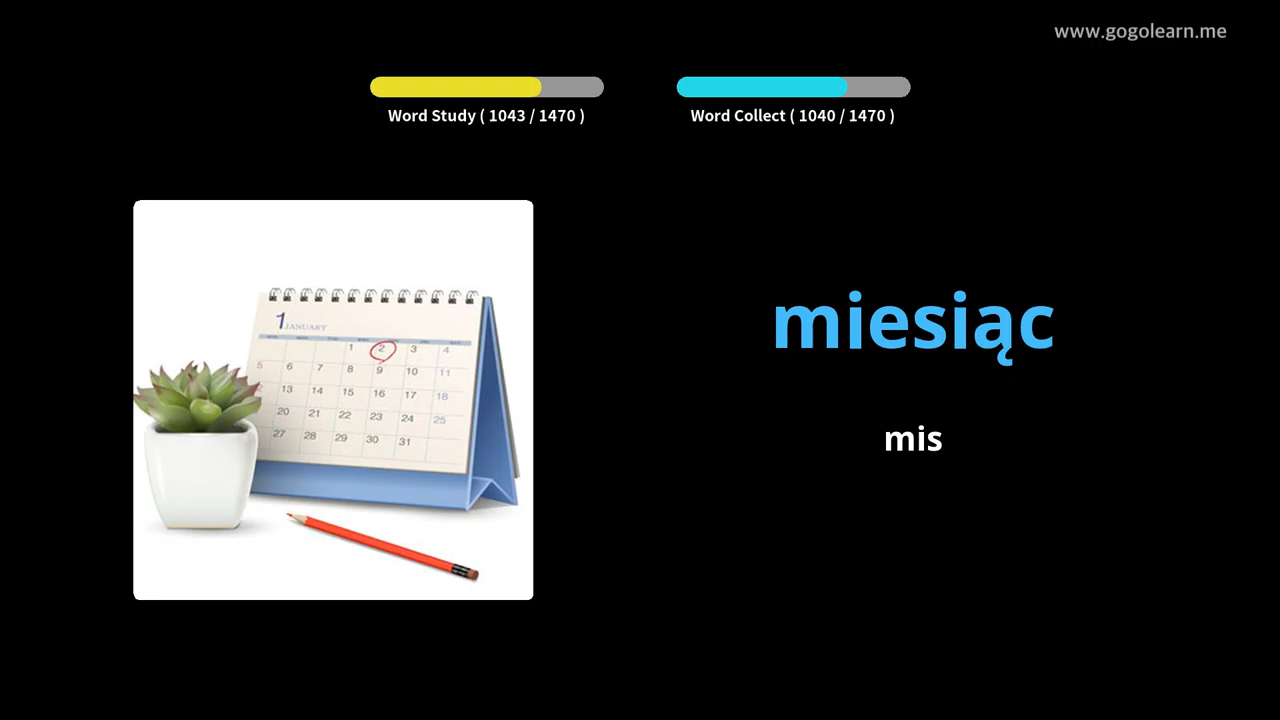 www.gogolearn.me
Word Study ( 1043 / 1470 )
Word Collect ( 1040 / 1470 )
miesiąc
mis
1 JANUARY
1 2 3 4
5 6 7 8 9 10 11
13 14 15 16 17 18
20 21 22 23 24 25
27 28 29 30 31